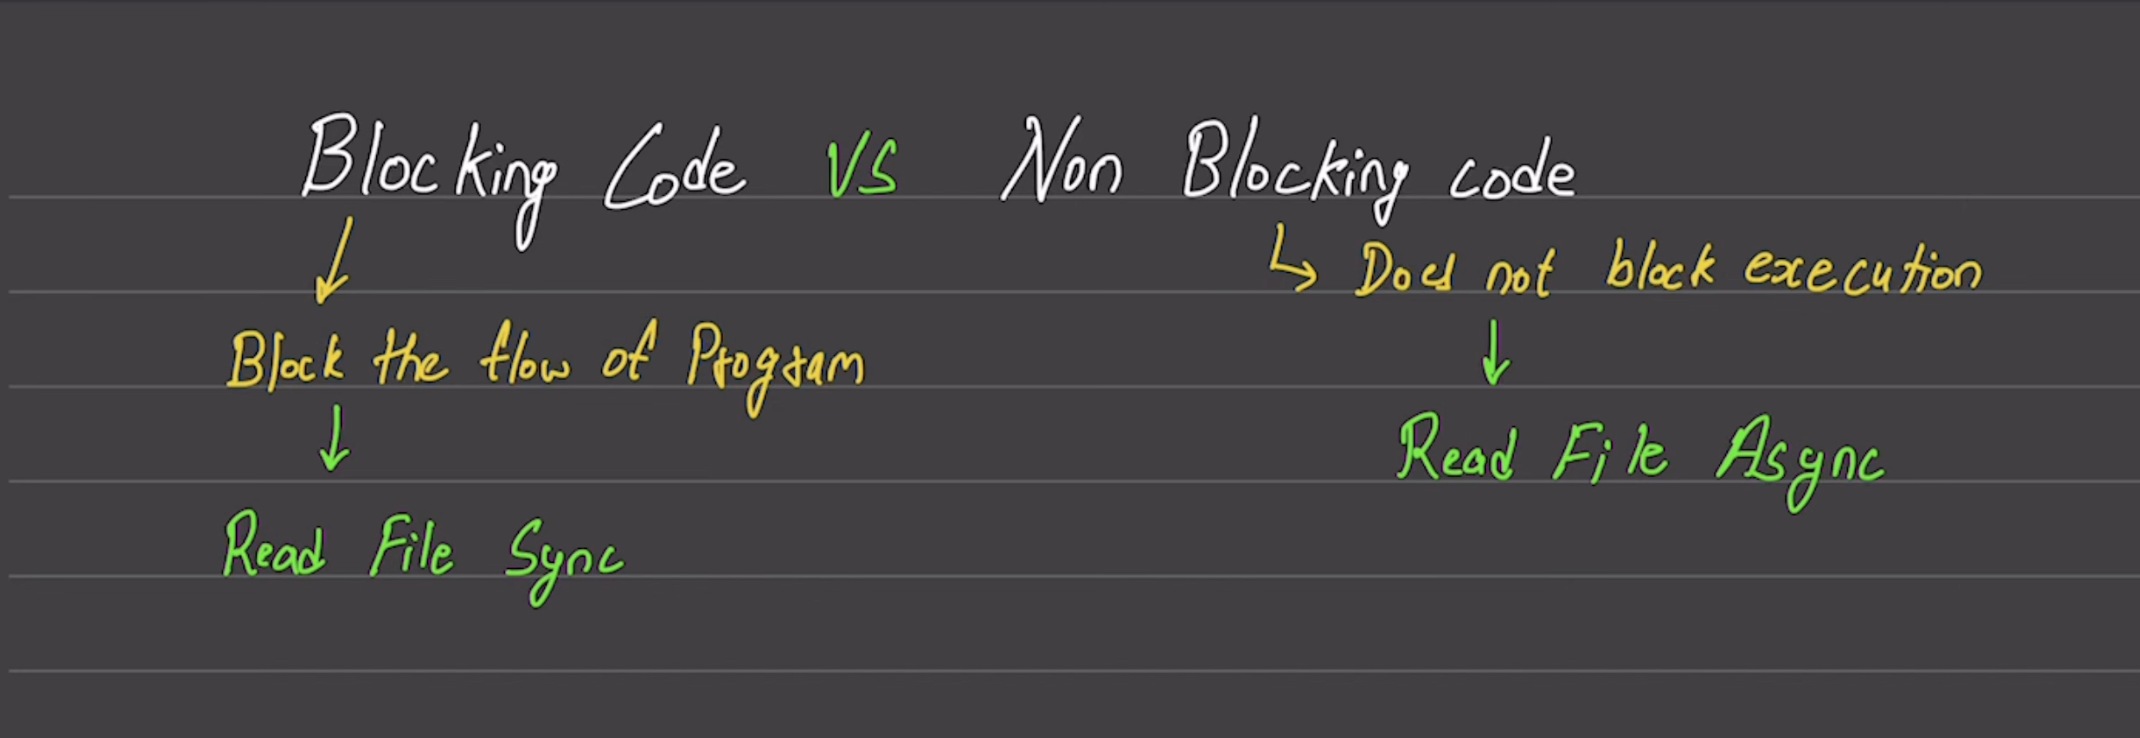 Blocking Code VS Non Blocking code
Does not block execution
Block the flow of Program
Read File Async
Read File Sync